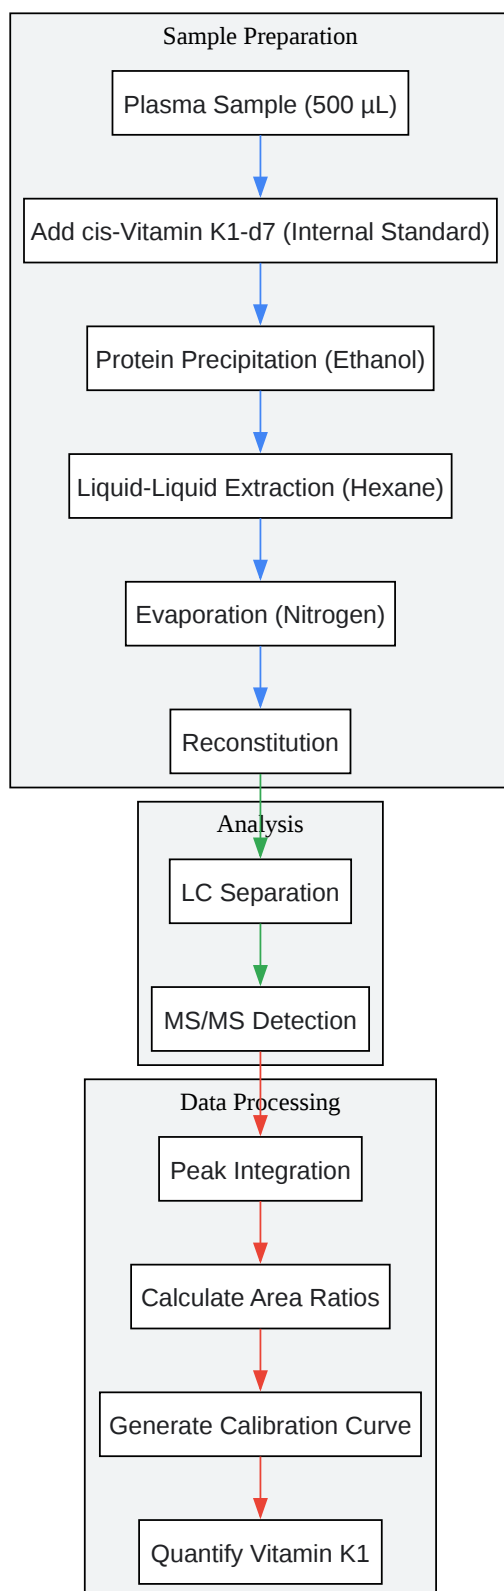 Sample Preparation
Plasma Sample (500 µL)
Add cis-Vitamin K1-d7 (Internal Standard)
Protein Precipitation (Ethanol)
Liquid-Liquid Extraction (Hexane)
Evaporation (Nitrogen)
Reconstitution
Analysis
LC Separation
MS/MS Detection
Data Processing
Peak Integration
Calculate Area Ratios
Generate Calibration Curve
Quantify Vitamin K1